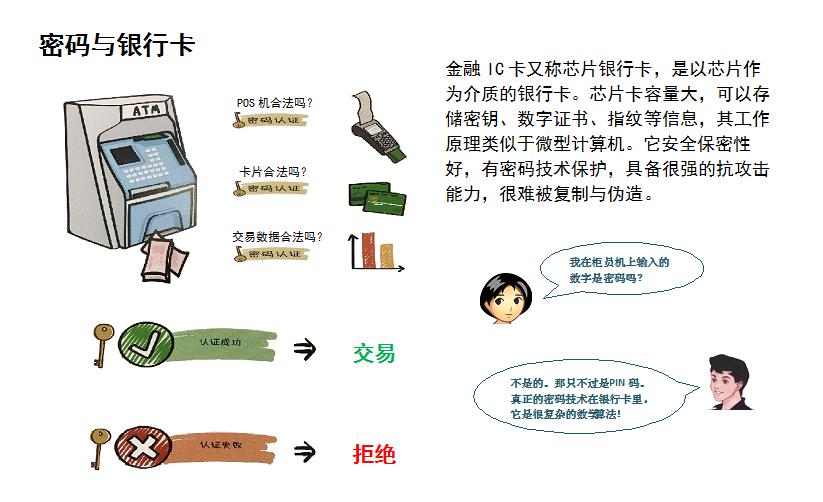 密码与银行卡
ATM
POS机合法吗?
密码认证
卡片合法吗?
密码认证
交易数据合法吗?
密码认证
认证成功
交易
认证失败
拒绝
金融 IC 卡又称芯片银行卡，是以芯片作
为介质的银行卡。芯片卡容量大，可以存
储密钥、数字证书、指纹等信息，其工作
原理类似于微型计算机。它安全保密性
好，有密码技术保护，具备很强的抗攻击
能力，很难被复制与伪造。
我在柜员机上输入的
数字是密码吗?
不是的。那只不过是PIN 码。
真正的密码技术在银行卡里，
它是很复杂的数学算法!